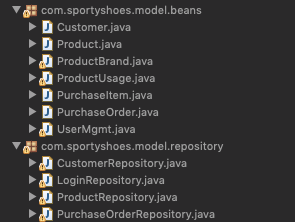 com.sportyshoes.model.beans
Customer.java
Product.java
ProductBrand.java
ProductUsage.java
PurchaseItem.java
PurchaseOrder.java
UserMgmt.java
com.sportyshoes.model.repository
CustomerRepository.java
LoginRepository.java
ProductRepository.java
PurchaseOrderRepository.java